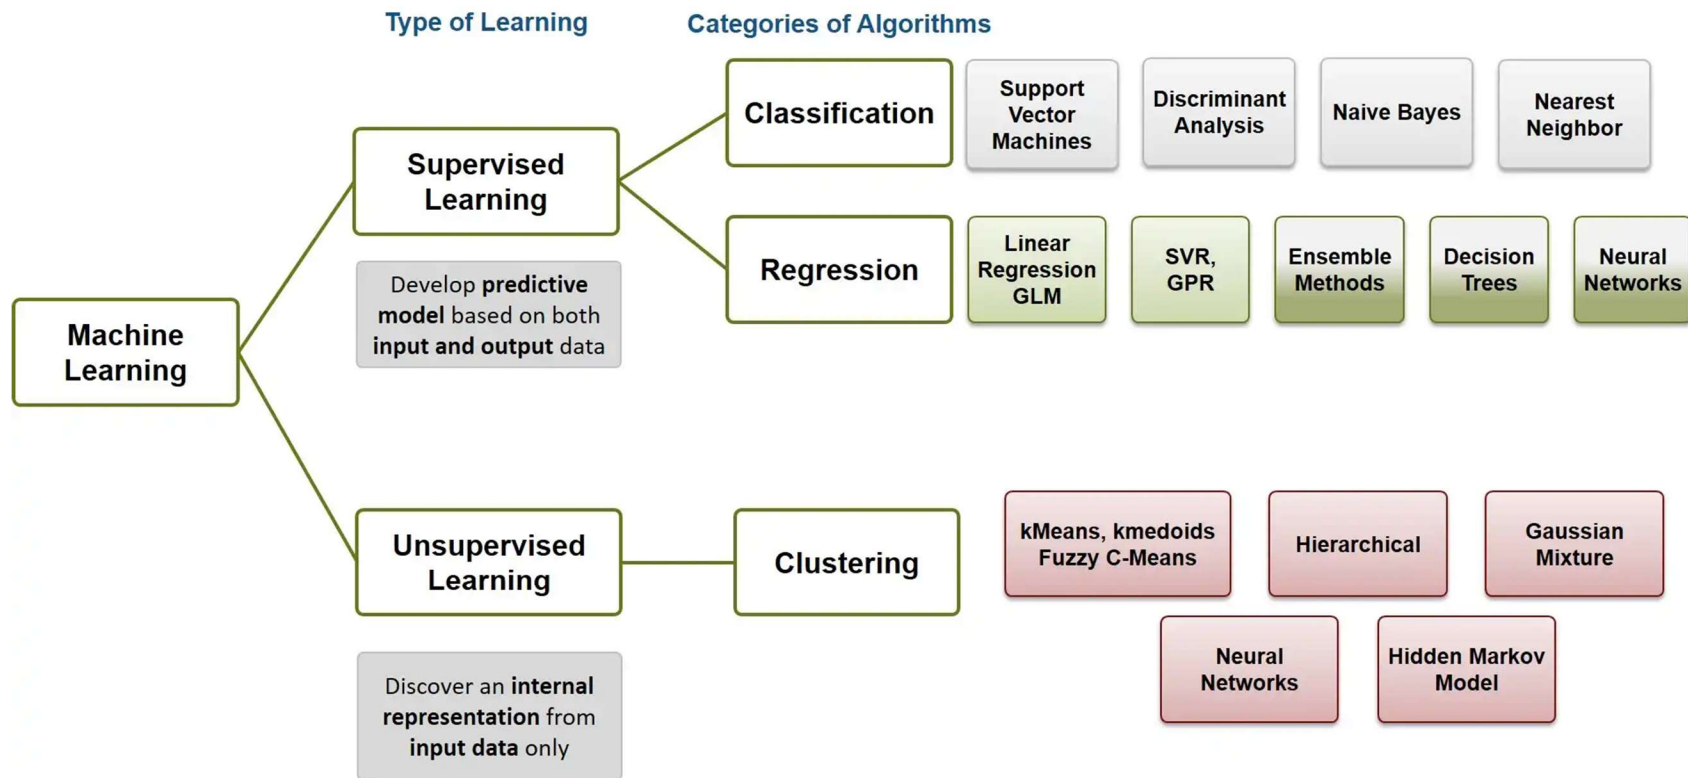 Type of Learning
Categories of Algorithms
Machine
Learning
Supervised
Learning
Develop predictive
model based on both
input and output data
Classification
Support
Vector
Machines
Discriminant
Analysis
Naive Bayes
Nearest
Neighbor
Regression
Linear
Regression
GLM
SVR,
GPR
Ensemble
Methods
Decision
Trees
Neural
Networks
Unsupervised
Learning
Discover an internal
representation from
input data only
Clustering
kMeans, kmedoids
Fuzzy C-Means
Hierarchical
Gaussian
Mixture
Neural
Networks
Hidden Markov
Model